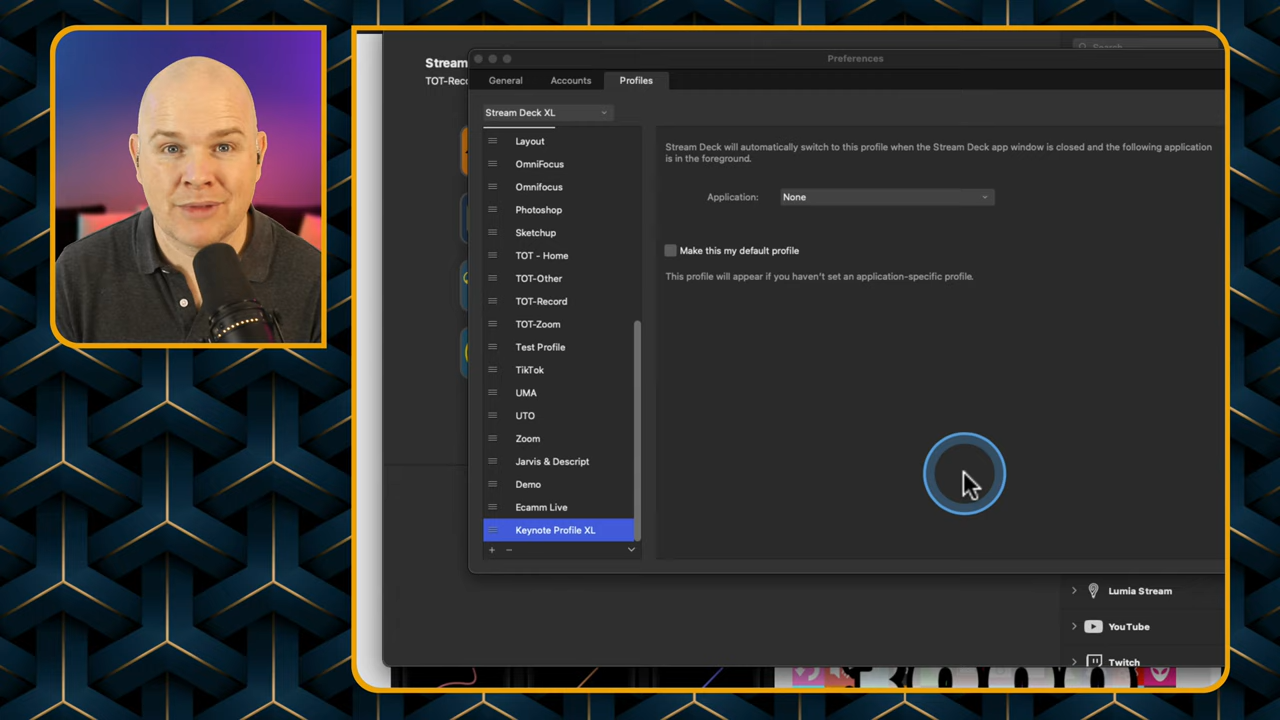 Stream
TOT-Reco
Search
Preferences
General
Accounts
Profiles
Stream Deck XL
Layout
OmniFocus
Omnifocus
Photoshop
Sketchup
TOT - Home
TOT-Other
TOT-Record
TOT-Zoom
Test Profile
TikTok
UMA
UTO
Zoom
Jarvis & Descript
Demo
Ecamm Live
Keynote Profile XL
Stream Deck will automatically switch to this profile when the Stream Deck app window is closed and the following application
is in the foreground.
Application:
None
Make this my default profile
This profile will appear if you haven't set an application-specific profile.
Lumia Stream
YouTube
Twitch